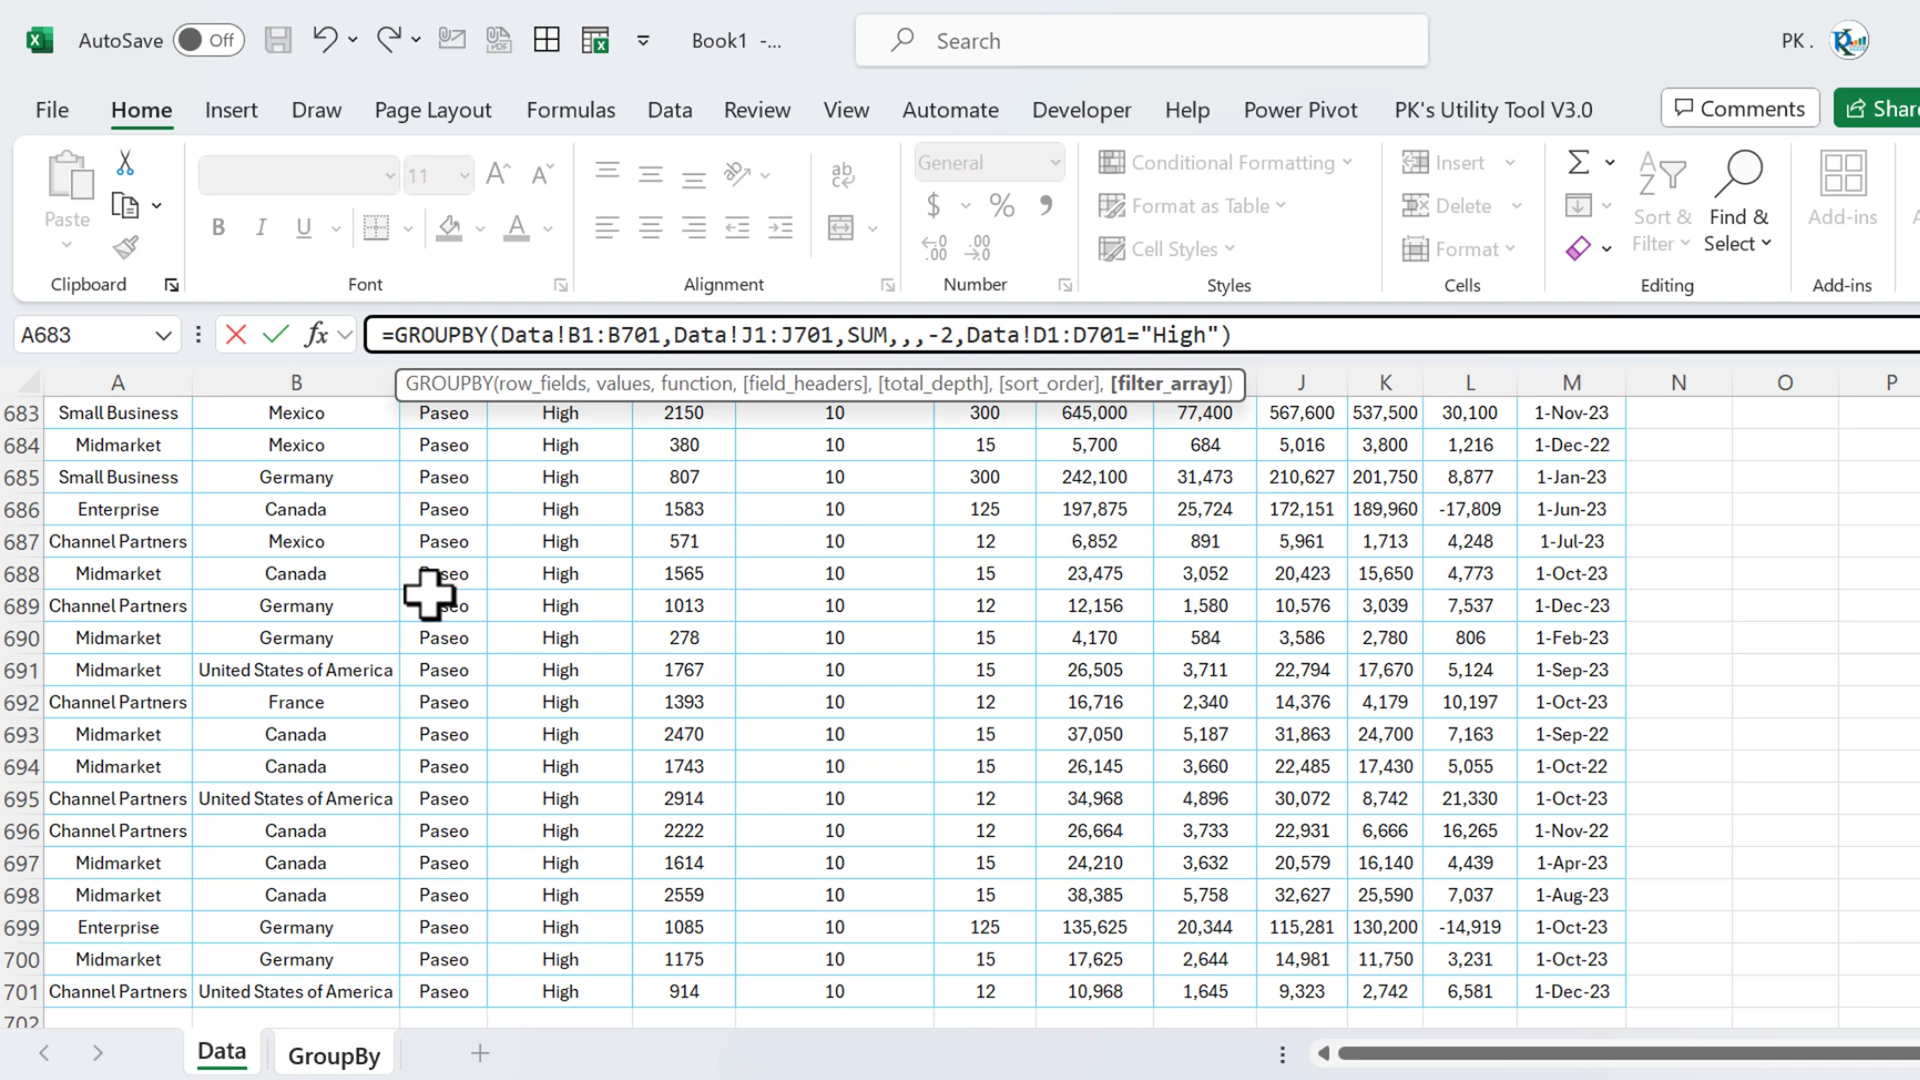 AutoSave Off Book1 -... Search PK .
File Home Insert Draw Page Layout Formulas Data Review View Automate Developer Help Power Pivot PK's Utility Tool V3.0 Comments Share
Paste
Clipboard
11
B I U
Font
ab
Alignment
General
$ %
Number
Conditional Formatting
Format as Table
Cell Styles
Styles
Insert
Delete
Format
Cells
Sort &
Filter
Find &
Select
Editing
Add-ins
Add-ins
A683 fx =GROUPBY(Data!B1:B701,Data!J1:J701,SUM,,,-2,Data!D1:D701="High")
GROUPBY(row_fields, values, function, [field_headers], [total_depth], [sort_order], [filter_array])
A B J K L M N O P
683 Small Business Mexico Paseo High 2150 10 300 645,000 77,400 567,600 537,500 30,100 1-Nov-23
684 Midmarket Mexico Paseo High 380 10 15 5,700 684 5,016 3,800 1,216 1-Dec-22
685 Small Business Germany Paseo High 807 10 300 242,100 31,473 210,627 201,750 8,877 1-Jan-23
686 Enterprise Canada Paseo High 1583 10 125 197,875 25,724 172,151 189,960 -17,809 1-Jun-23
687 Channel Partners Mexico Paseo High 571 10 12 6,852 891 5,961 1,713 4,248 1-Jul-23
688 Midmarket Canada Paseo High 1565 10 15 23,475 3,052 20,423 15,650 4,773 1-Oct-23
689 Channel Partners Germany Paseo High 1013 10 12 12,156 1,580 10,576 3,039 7,537 1-Dec-23
690 Midmarket Germany Paseo High 278 10 15 4,170 584 3,586 2,780 806 1-Feb-23
691 Midmarket United States of America Paseo High 1767 10 15 26,505 3,711 22,794 17,670 5,124 1-Sep-23
692 Channel Partners France Paseo High 1393 10 12 16,716 2,340 14,376 4,179 10,197 1-Oct-23
693 Midmarket Canada Paseo High 2470 10 15 37,050 5,187 31,863 24,700 7,163 1-Sep-22
694 Midmarket Canada Paseo High 1743 10 15 26,145 3,660 22,485 17,430 5,055 1-Oct-22
695 Channel Partners United States of America Paseo High 2914 10 12 34,968 4,896 30,072 8,742 21,330 1-Oct-23
696 Channel Partners Canada Paseo High 2222 10 12 26,664 3,733 22,931 6,666 16,265 1-Nov-22
697 Midmarket Canada Paseo High 1614 10 15 24,210 3,632 20,579 16,140 4,439 1-Apr-23
698 Midmarket Canada Paseo High 2559 10 15 38,385 5,758 32,627 25,590 7,037 1-Aug-23
699 Enterprise Germany Paseo High 1085 10 125 135,625 20,344 115,281 130,200 -14,919 1-Oct-23
700 Midmarket Germany Paseo High 1175 10 15 17,625 2,644 14,981 11,750 3,231 1-Oct-23
701 Channel Partners United States of America Paseo High 914 10 12 10,968 1,645 9,323 2,742 6,581 1-Dec-23
702
Data GroupBy